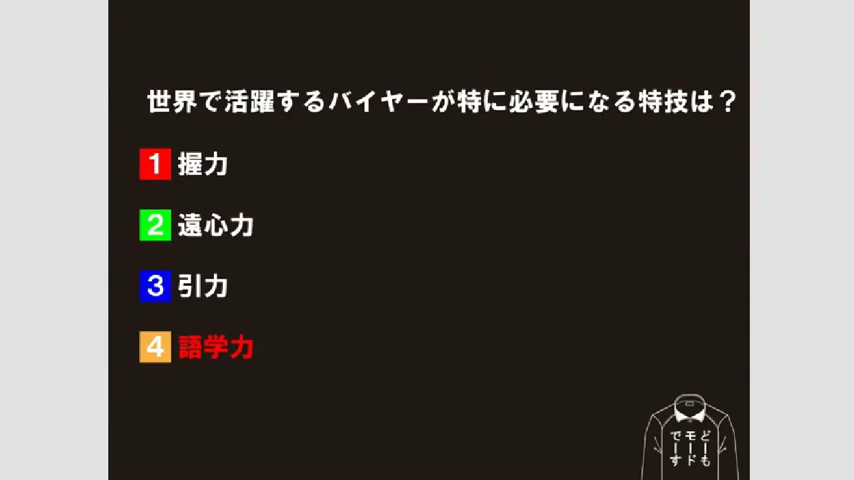 世界で活躍するバイヤーが特に必要になる特技は？
1 握力
2 遠心力
3 引力
4 語学力
どーも
モード
でーす